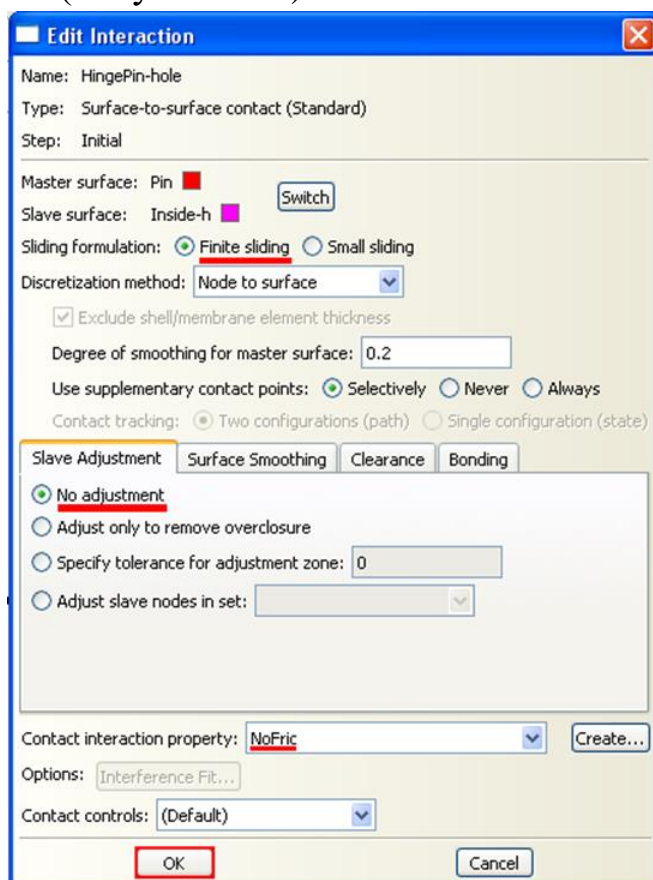 Edit Interaction
Name: HingePin-hole
Type: Surface-to-surface contact (Standard)
Step: Initial
Master surface: Pin
Switch
Slave surface: Inside-h
Sliding formulation: Finite sliding Small sliding
Discretization method: Node to surface
Exclude shell/membrane element thickness
Degree of smoothing for master surface: 0.2
Use supplementary contact points: Selectively Never Always
Contact tracking: Two configurations (path) Single configuration (state)
Slave Adjustment Surface Smoothing Clearance Bonding
No adjustment
Adjust only to remove overclosure
Specify tolerance for adjustment zone: 0
Adjust slave nodes in set:
Contact interaction property: NoFric Create...
Options: Interference Fit...
Contact controls: (Default)
OK Cancel